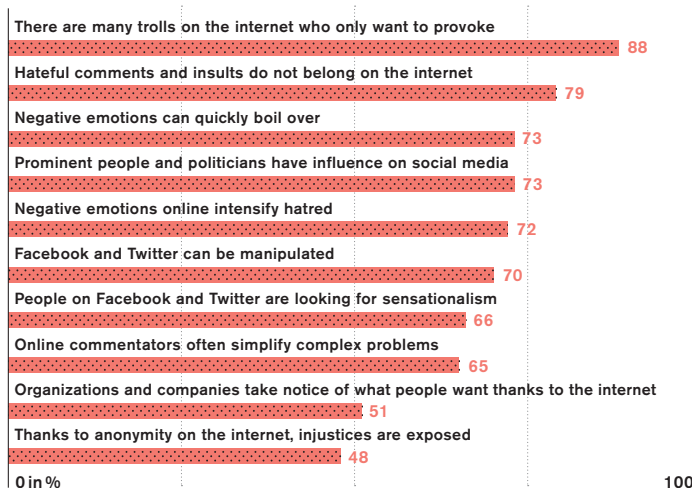 There are many trolls on the internet who only want to provoke
88
Hateful comments and insults do not belong on the internet
79
Negative emotions can quickly boil over
73
Prominent people and politicians have influence on social media
73
Negative emotions online intensify hatred
72
Facebook and Twitter can be manipulated
70
People on Facebook and Twitter are looking for sensationalism
66
Online commentators often simplify complex problems
65
Organizations and companies take notice of what people want thanks to the internet
51
Thanks to anonymity on the internet, injustices are exposed
48
0 in % 100